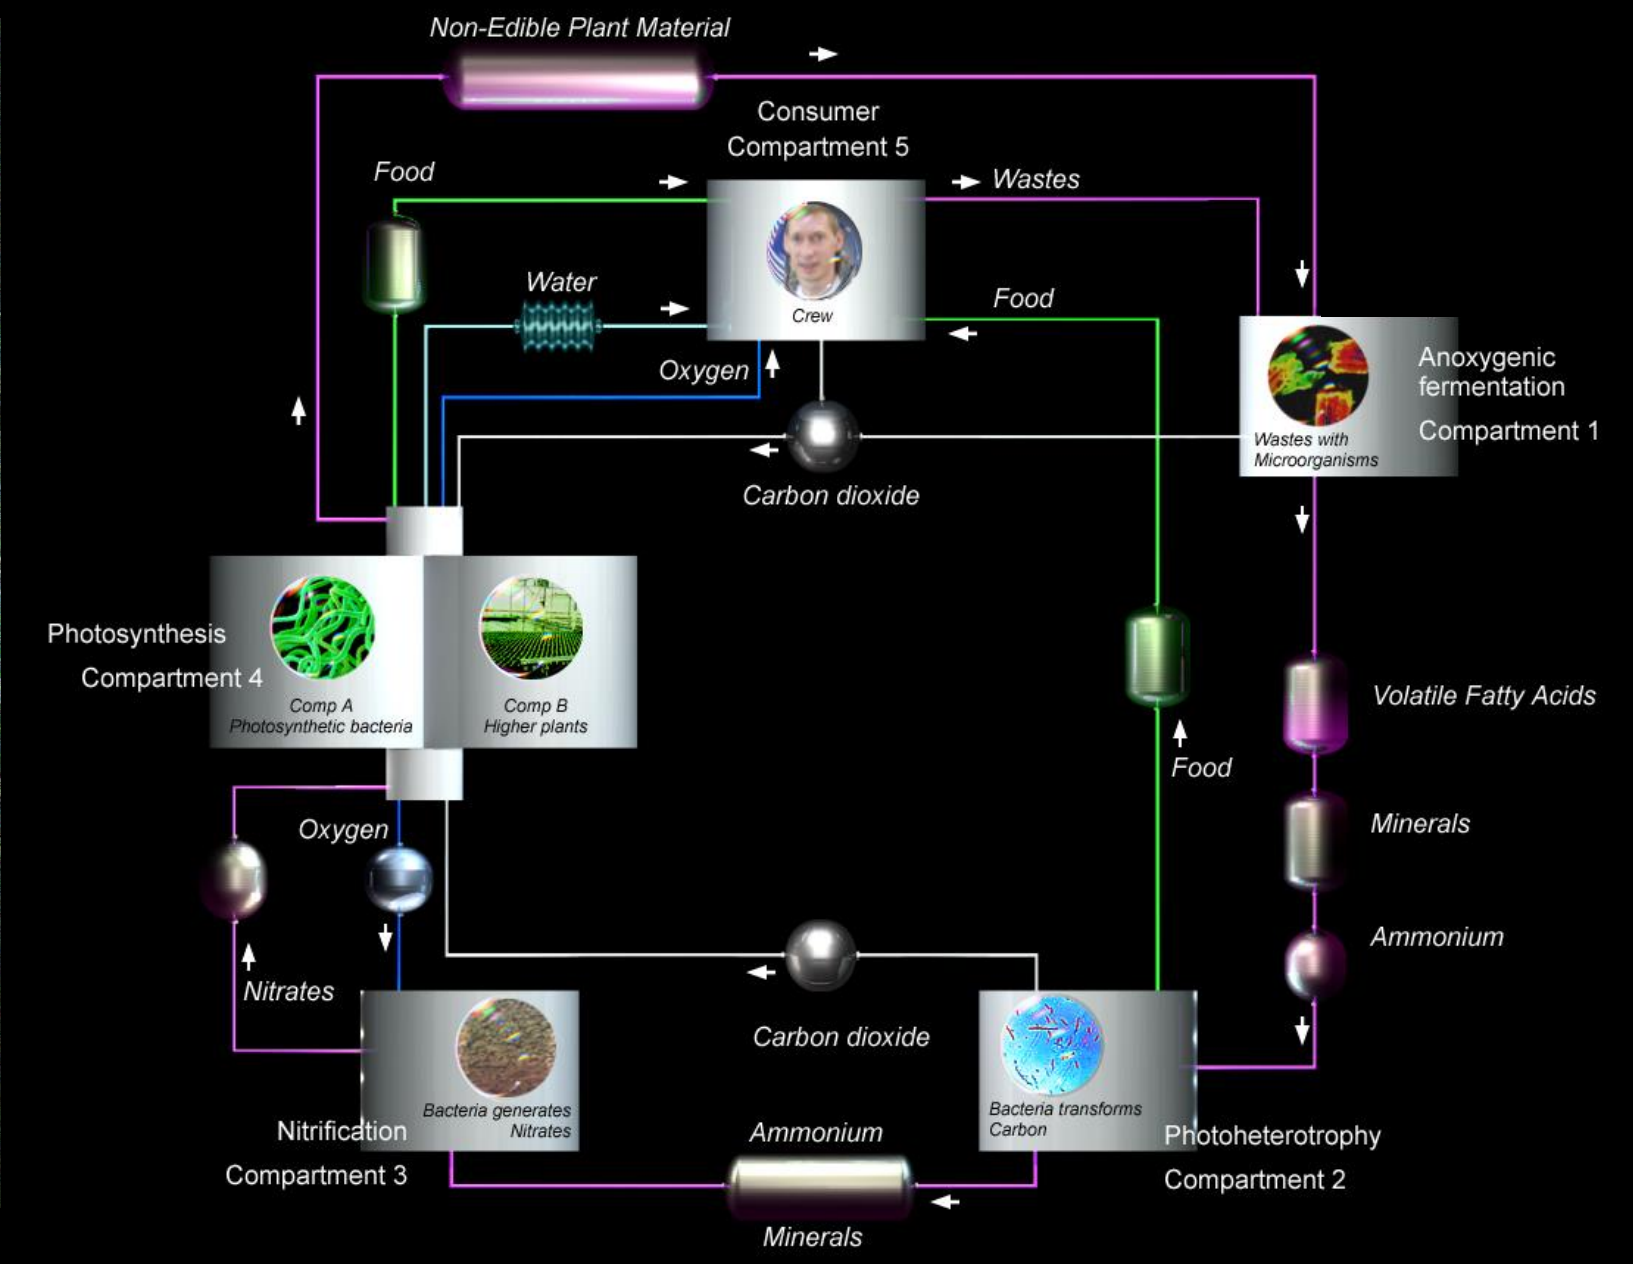 Non-Edible Plant Material
Consumer
Compartment 5
Food
Wastes
Water
Food
Crew
Oxygen
Anoxygenic
fermentation
Compartment 1
Wastes with
Microorganisms
Carbon dioxide
Photosynthesis
Compartment 4
Comp A
Photosynthetic bacteria
Comp B
Higher plants
Volatile Fatty Acids
Food
Minerals
Oxygen
Ammonium
Nitrates
Carbon dioxide
Bacteria generates
Nitrates
Bacteria transforms
Carbon
Nitrification
Compartment 3
Ammonium
Photoheterotrophy
Compartment 2
Minerals